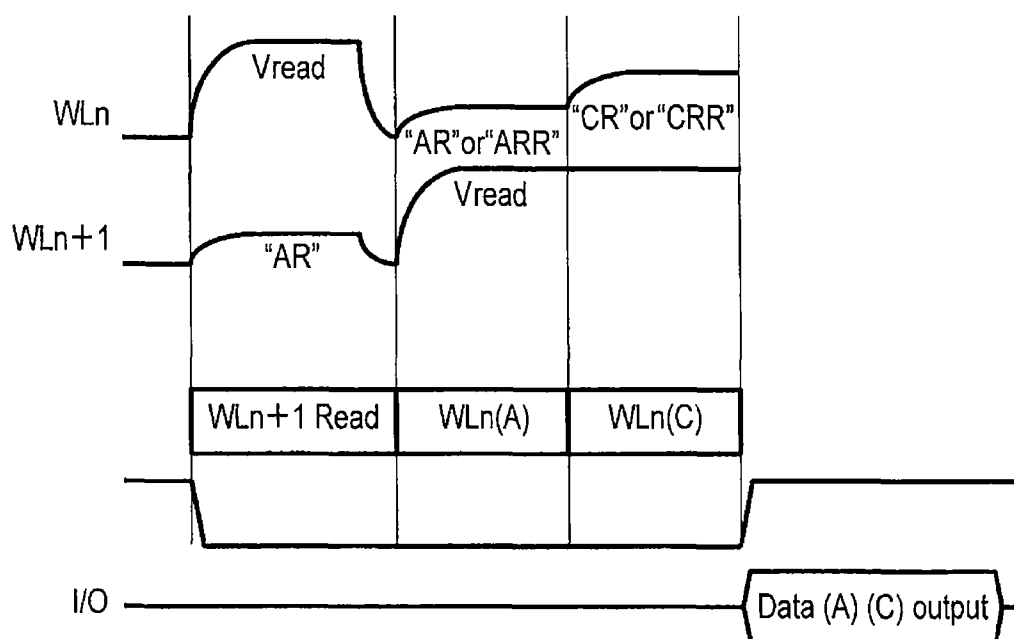 Vread
WLn
“AR”or“ARR”
“CR”or“CRR”
Vread
WLn+1
“AR”
WLn+1 Read
WLn(A)
WLn(C)
I/O
Data (A) (C) output